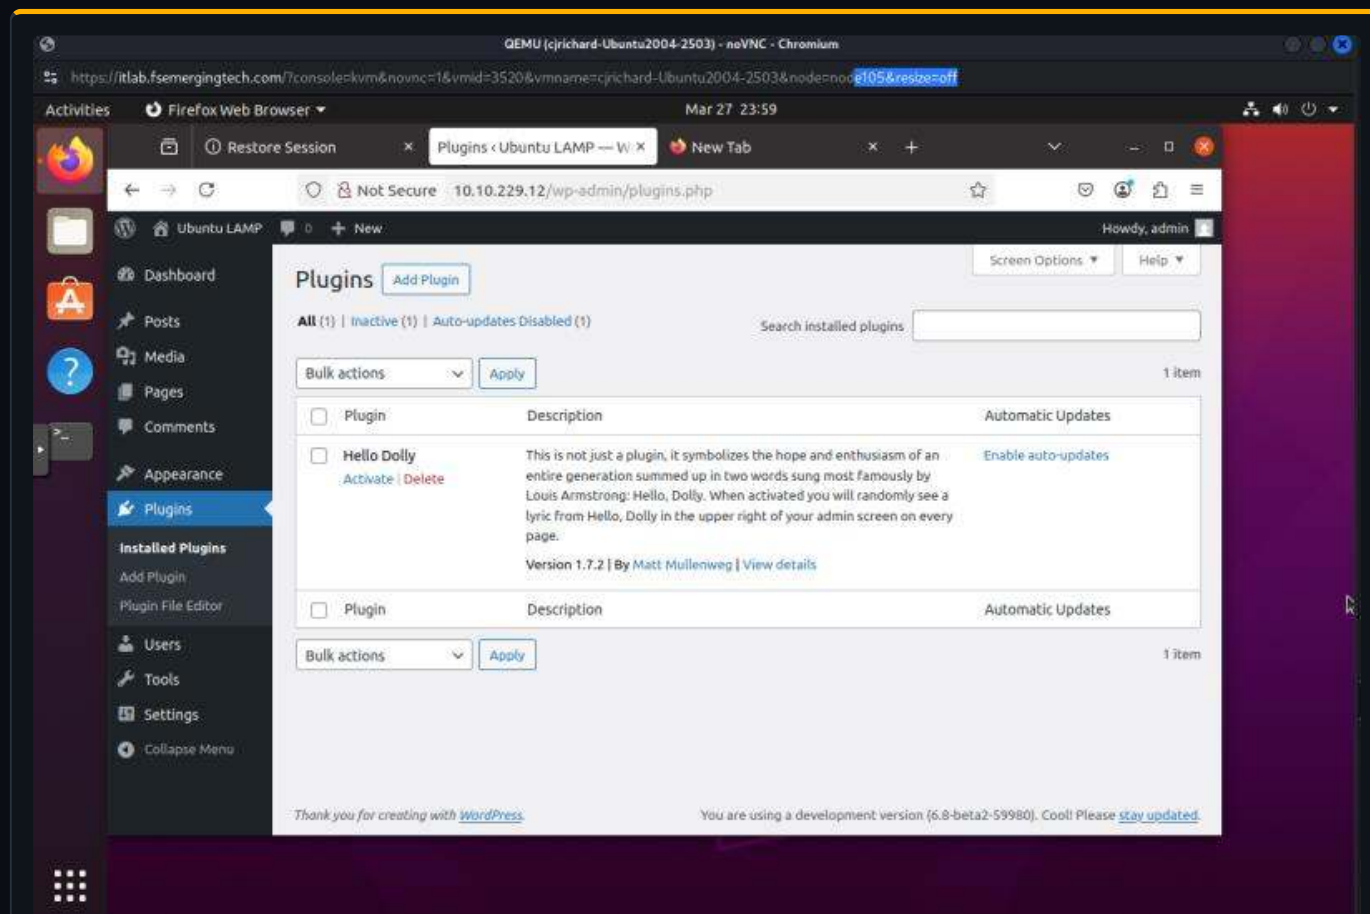 QEMU (cjrichard-Ubuntu2004-2503) - noVNC - Chromium
https://itlab.fsemergingtech.com/?console=kvm&novnc=1&vmid=3520&vmname=cjrichard-Ubuntu2004-2503&node=node105&resize=off
Activities Firefox Web Browser Mar 27 23:59
Restore Session × Plugins ‹ Ubuntu LAMP — W × New Tab × +
Not Secure 10.10.229.12/wp-admin/plugins.php
Ubuntu LAMP 0 + New Howdy, admin
Screen Options Help
Dashboard
Posts
Media
Pages
Comments
Appearance
Plugins
Installed Plugins
Add Plugin
Plugin File Editor
Users
Tools
Settings
Collapse Menu
Plugins Add Plugin
All (1) | Inactive (1) | Auto-updates Disabled (1)
Search installed plugins
Bulk actions Apply 1 item
Plugin Description Automatic Updates
Hello Dolly
Activate | Delete
This is not just a plugin, it symbolizes the hope and enthusiasm of an
entire generation summed up in two words sung most famously by
Louis Armstrong: Hello, Dolly. When activated you will randomly see a
lyric from Hello, Dolly in the upper right of your admin screen on every
page.
Version 1.7.2 | By Matt Mullenweg | View details
Enable auto-updates
Plugin Description Automatic Updates
Bulk actions Apply 1 item
Thank you for creating with WordPress. You are using a development version (6.8-beta2-59980). Cool! Please stay updated.